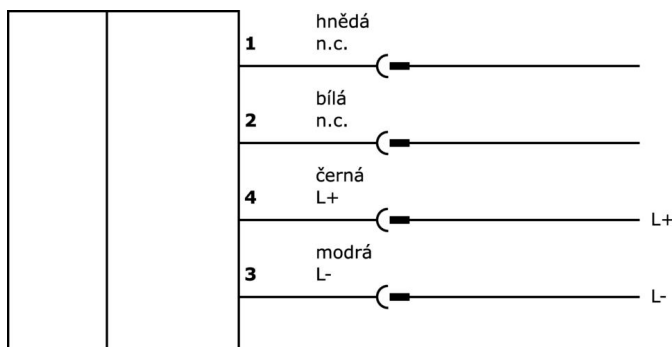 hnědá
1 n.c.
bílá
2 n.c.
černá
4 L+
L+
modrá
3 L-
L-